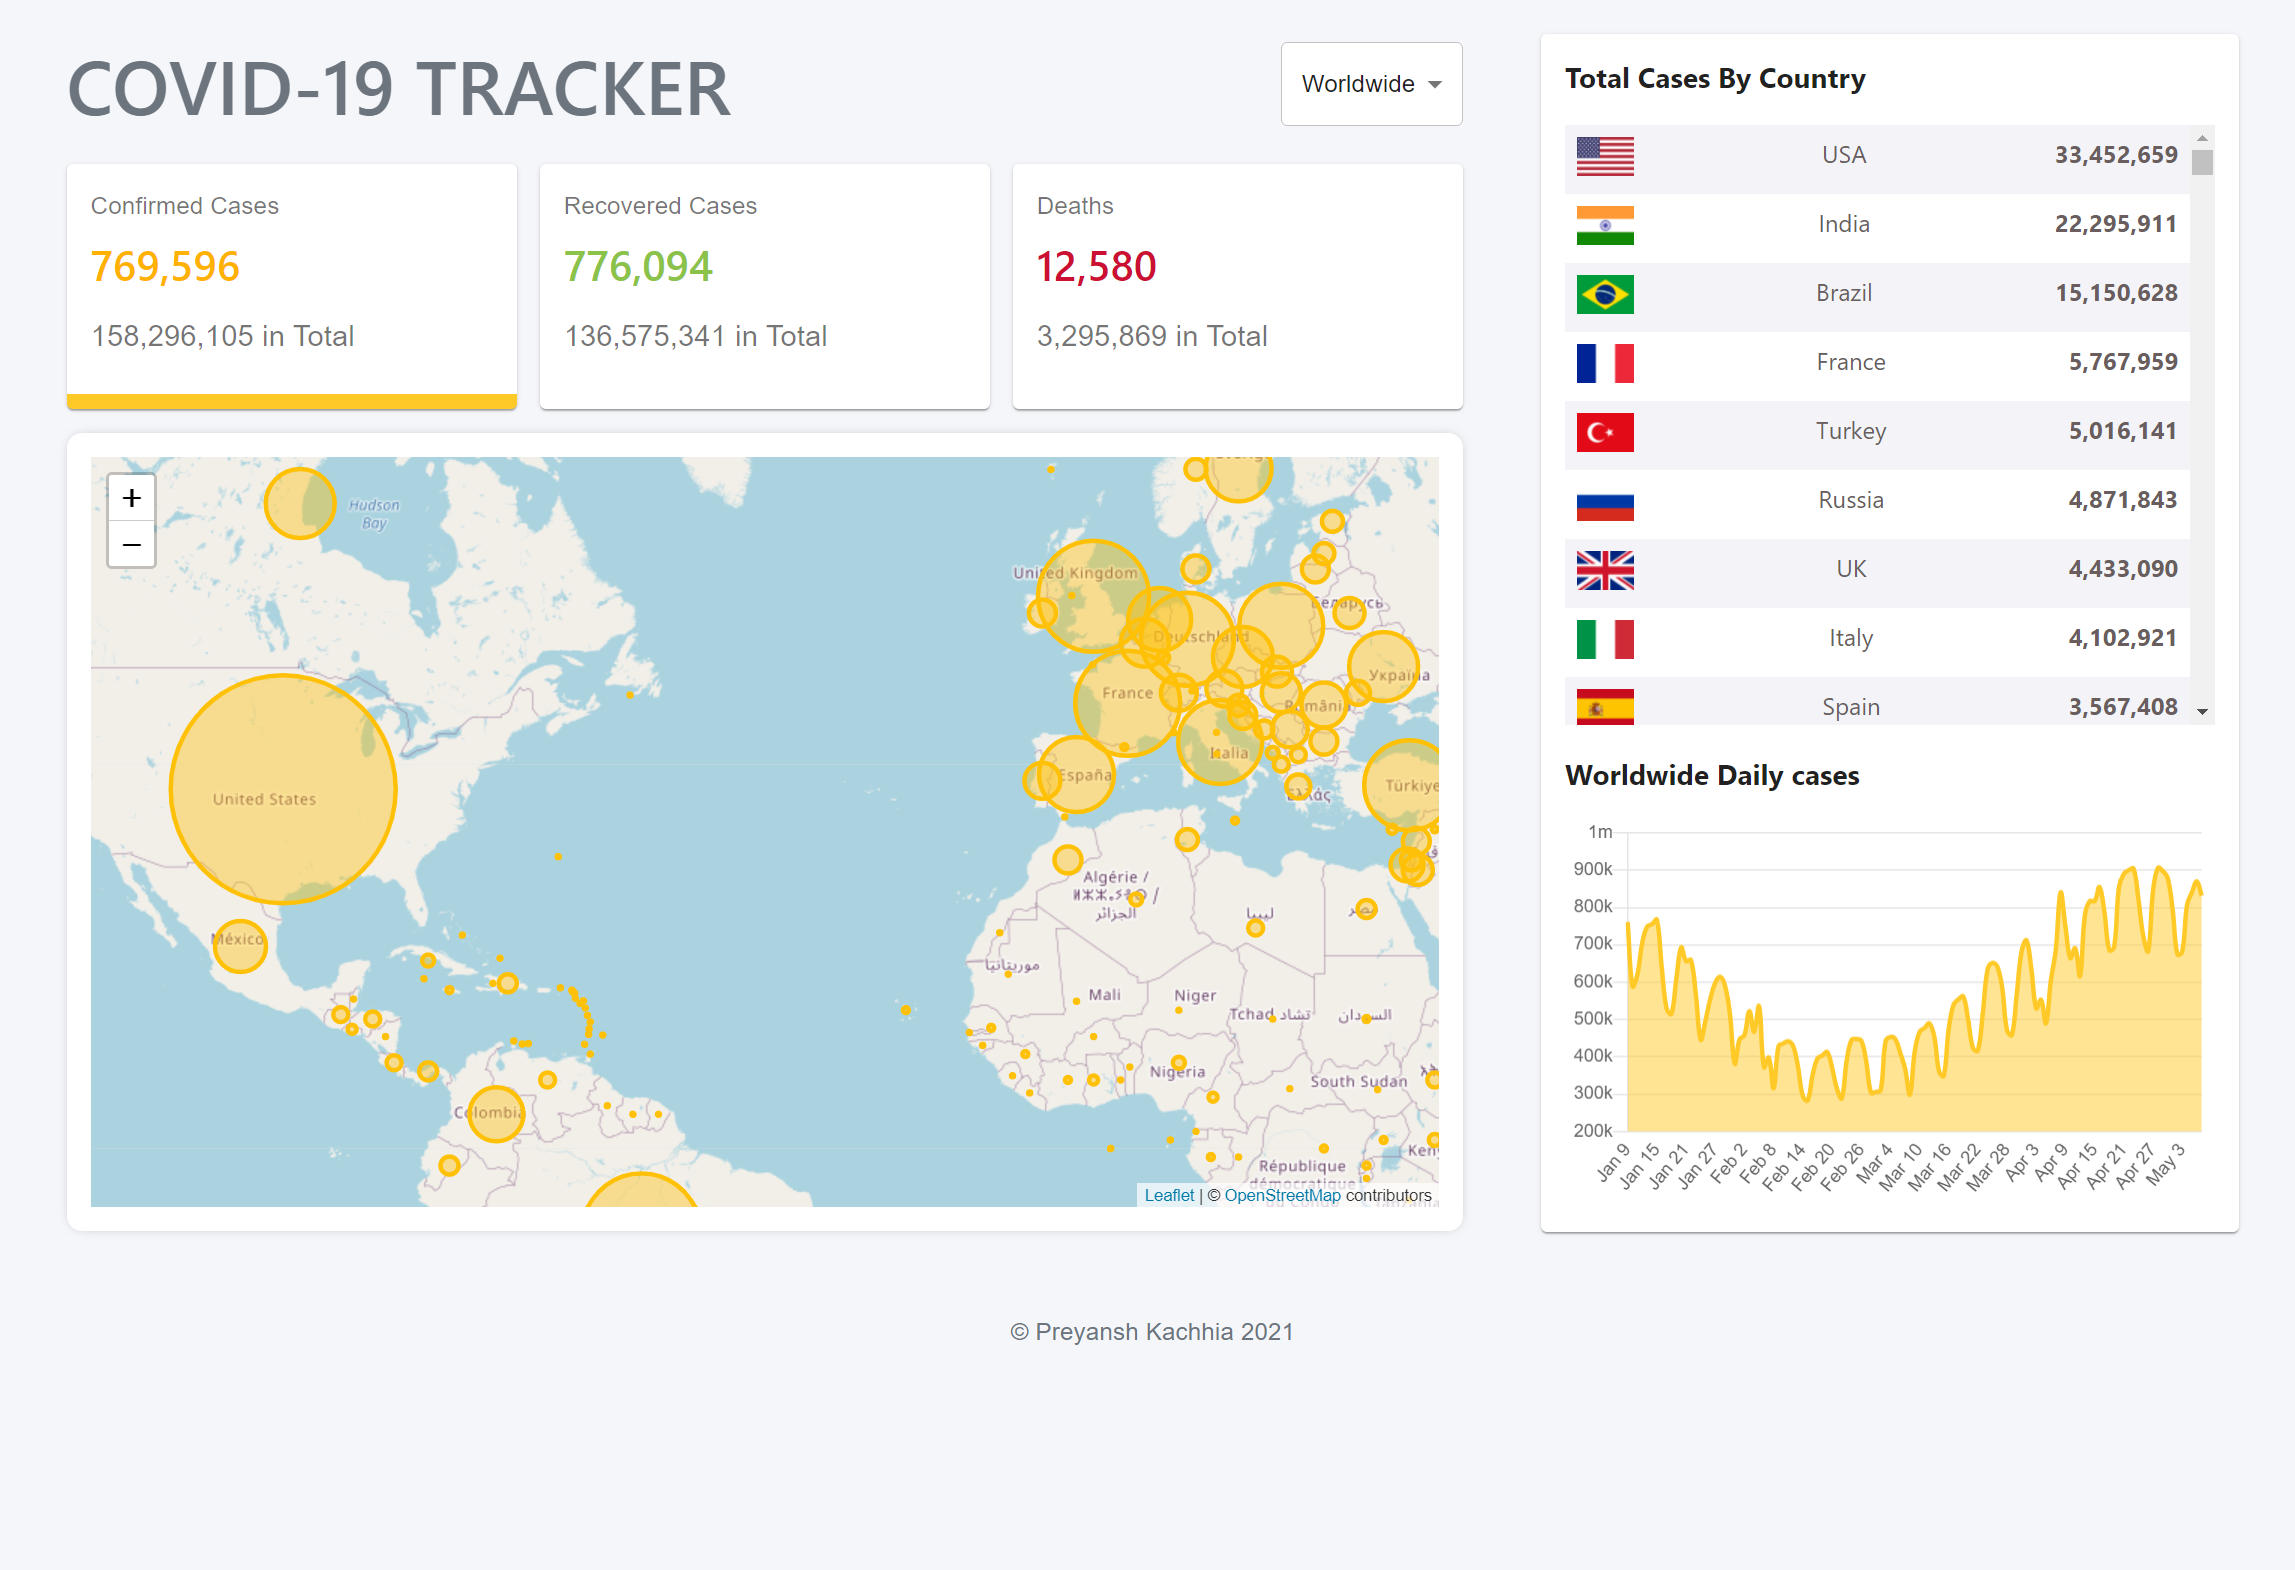 COVID-19 TRACKER
Worldwide
Confirmed Cases
769,596
158,296,105 in Total
Recovered Cases
776,094
136,575,341 in Total
Deaths
12,580
3,295,869 in Total
+
−
Hudson
Bay
United Kingdom
Беларусь
Deutschland
Україна
France
România
Italia
España
Türkiye
Ελλάς
United States
México
Algérie /
الجزائر
ليبيا
مصر
موريتانيا
Mali
Niger
Tchad تشاد
السودان
Nigeria
South Sudan
Colombia
République
démocratique
Leaflet | © OpenStreetMap contributors
Total Cases By Country
USA 33,452,659
India 22,295,911
Brazil 15,150,628
France 5,767,959
Turkey 5,016,141
Russia 4,871,843
UK 4,433,090
Italy 4,102,921
Spain 3,567,408
Worldwide Daily cases
1m
900k
800k
700k
600k
500k
400k
300k
200k
Jan 9 Jan 15 Jan 21 Jan 27 Feb 2 Feb 8 Feb 14 Feb 20 Feb 26 Mar 4 Mar 10 Mar 16 Mar 22 Mar 28 Apr 3 Apr 9 Apr 15 Apr 21 Apr 27 May 3
© Preyansh Kachhia 2021